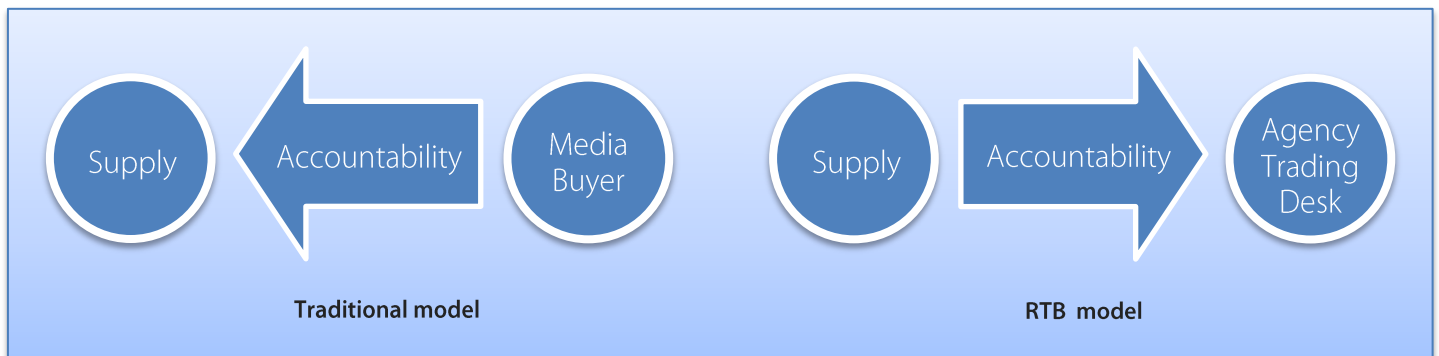 Supply
Accountability
Media
Buyer
Supply
Accountability
Agency
Trading
Desk
Traditional model
RTB model